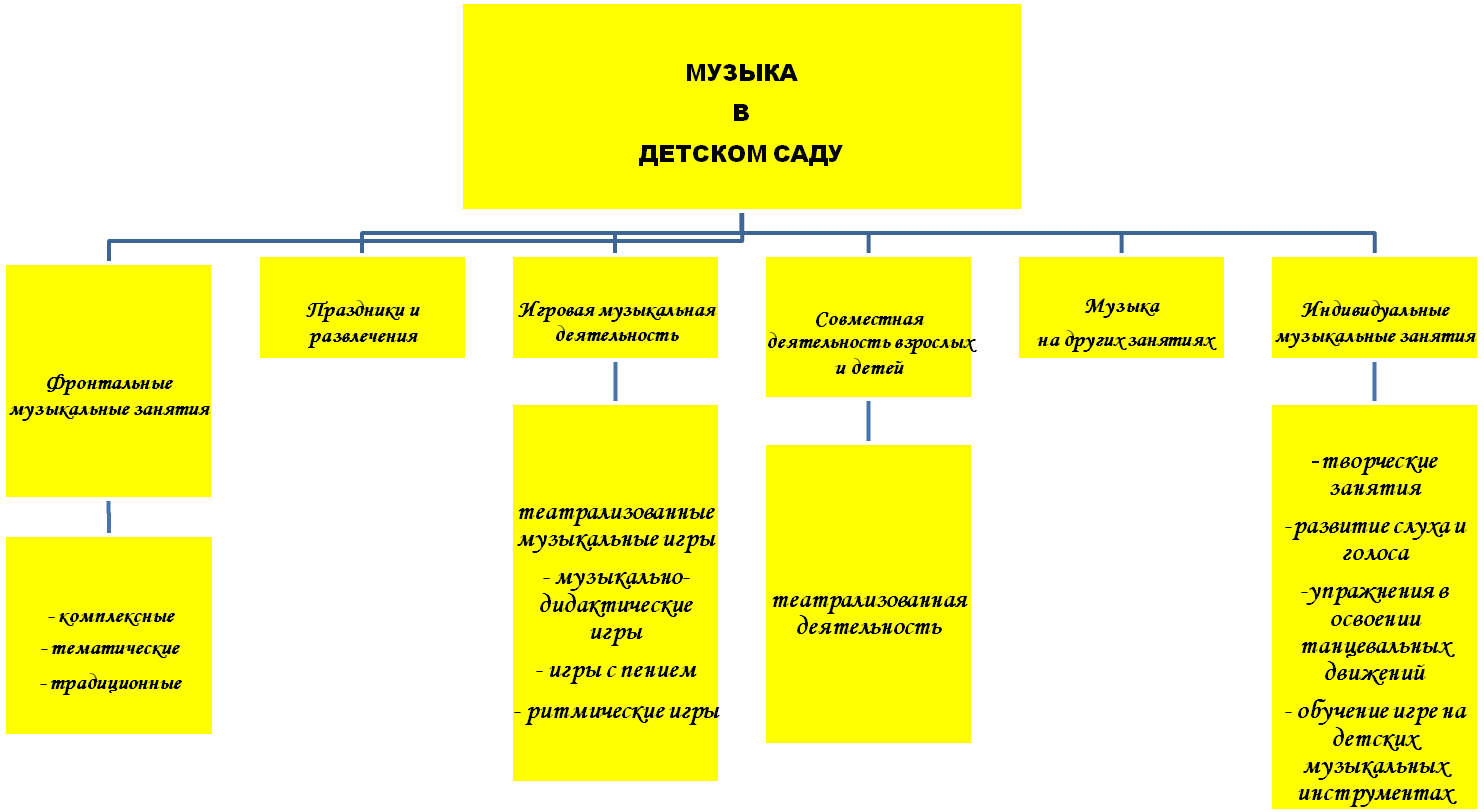 МУЗЫКА
В
ДЕТСКОМ САДУ
Фронтальные
музыкальные занятия
- комплексные
- тематические
- традиционные
Праздники и
развлечения
Игровая музыкальная
деятельность
театрализованные
музыкальные игры
- музыкально-
дидактические
игры
- игры с пением
- ритмические игры
Совместная
деятельность взрослых
и детей
театрализованная
деятельность
Музыка
на других занятиях
Индивидуальные
музыкальные занятия
-творческие
занятия
-развитие слуха и
голоса
-упражнения в
освоении
танцевальных
движений
- обучение игре на
детских
музыкальных
инструментах